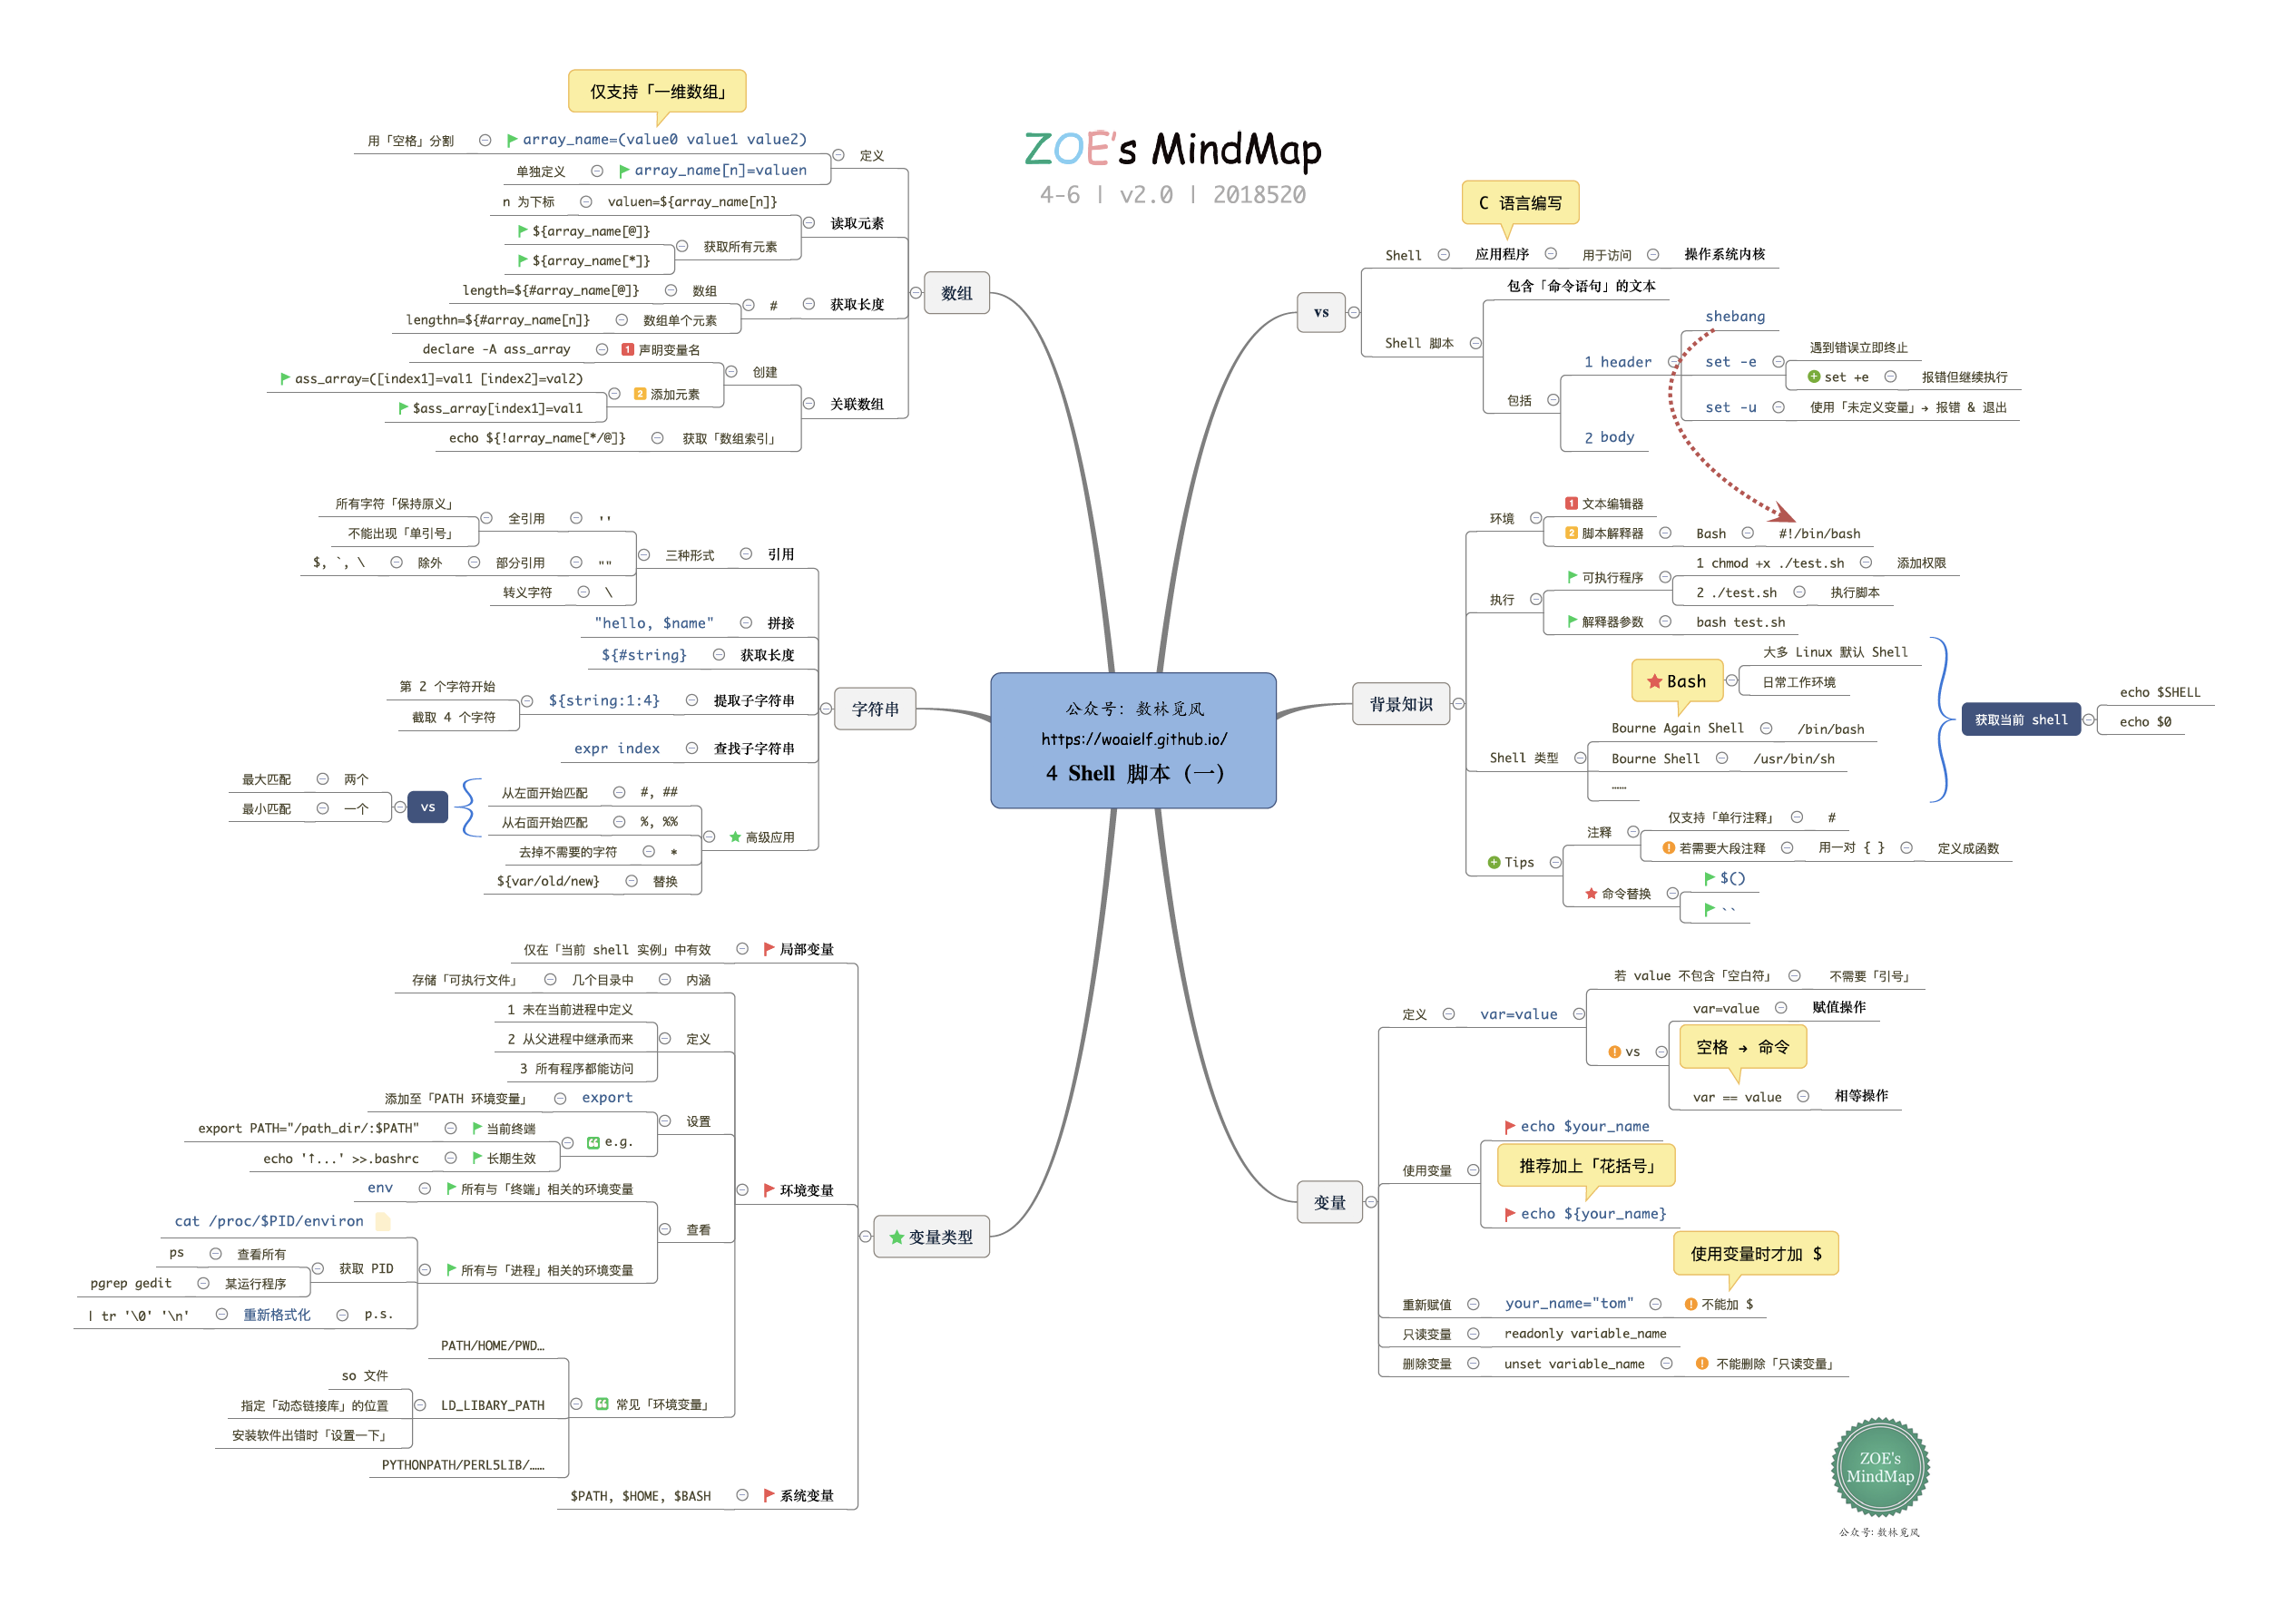 ZOE's MindMap
4-6 | v2.0 | 2018520
公众号: 数林觅风
https://woaielf.github.io/
4 Shell 脚本 (一)
vs
C 语言编写
Shell
应用程序
用于访问
操作系统内核
Shell 脚本
包含「命令语句」的文本
包括
1 header
shebang
set -e
遇到错误立即终止
set +e
报错但继续执行
set -u
使用「未定义变量」→ 报错 & 退出
2 body
背景知识
环境
1 文本编辑器
2 脚本解释器
Bash
#!/bin/bash
执行
可执行程序
1 chmod +x ./test.sh
添加权限
2 ./test.sh
执行脚本
解释器参数
bash test.sh
Shell 类型
Bash
大多 Linux 默认 Shell
日常工作环境
Bourne Again Shell
/bin/bash
Bourne Shell
/usr/bin/sh
……
获取当前 shell
echo $SHELL
echo $0
Tips
注释
仅支持「单行注释」
#
若需要大段注释
用一对 { }
定义成函数
命令替换
$()
``
变量
定义
var=value
若 value 不包含「空白符」
不需要「引号」
vs
var=value
赋值操作
空格 → 命令
var == value
相等操作
使用变量
echo $your_name
推荐加上「花括号」
echo ${your_name}
使用变量时才加 $
重新赋值
your_name="tom"
不能加 $
只读变量
readonly variable_name
删除变量
unset variable_name
不能删除「只读变量」
数组
仅支持「一维数组」
定义
array_name=(value0 value1 value2)
用「空格」分割
array_name[n]=valuen
单独定义
读取元素
valuen=${array_name[n]}
n 为下标
获取所有元素
${array_name[@]}
${array_name[*]}
获取长度
#
数组
length=${#array_name[@]}
数组单个元素
lengthn=${#array_name[n]}
关联数组
创建
1 声明变量名
declare -A ass_array
2 添加元素
ass_array=([index1]=val1 [index2]=val2)
$ass_array[index1]=val1
获取「数组索引」
echo ${!array_name[*/@]}
字符串
引用
三种形式
''
全引用
所有字符「保持原义」
不能出现「单引号」
""
部分引用
除外
$, `, \
\
转义字符
拼接
"hello, $name"
获取长度
${#string}
提取子字符串
${string:1:4}
第 2 个字符开始
截取 4 个字符
查找子字符串
expr index
高级应用
#, ##
从左面开始匹配
%, %%
从右面开始匹配
vs
两个
最大匹配
一个
最小匹配
*
去掉不需要的字符
替换
${var/old/new}
变量类型
局部变量
仅在「当前 shell 实例」中有效
环境变量
内涵
几个目录中
存储「可执行文件」
定义
1 未在当前进程中定义
2 从父进程中继承而来
3 所有程序都能访问
设置
export
添加至「PATH 环境变量」
e.g.
当前终端
export PATH="/path_dir/:$PATH"
长期生效
echo '↑...' >>.bashrc
查看
所有与「终端」相关的环境变量
env
所有与「进程」相关的环境变量
cat /proc/$PID/environ
获取 PID
查看所有
ps
某运行程序
pgrep gedit
p.s.
重新格式化
| tr '\0' '\n'
常见「环境变量」
PATH/HOME/PWD…
LD_LIBARY_PATH
so 文件
指定「动态链接库」的位置
安装软件出错时「设置一下」
PYTHONPATH/PERL5LIB/……
系统变量
$PATH, $HOME, $BASH
ZOE's
MindMap
公众号: 数林觅风